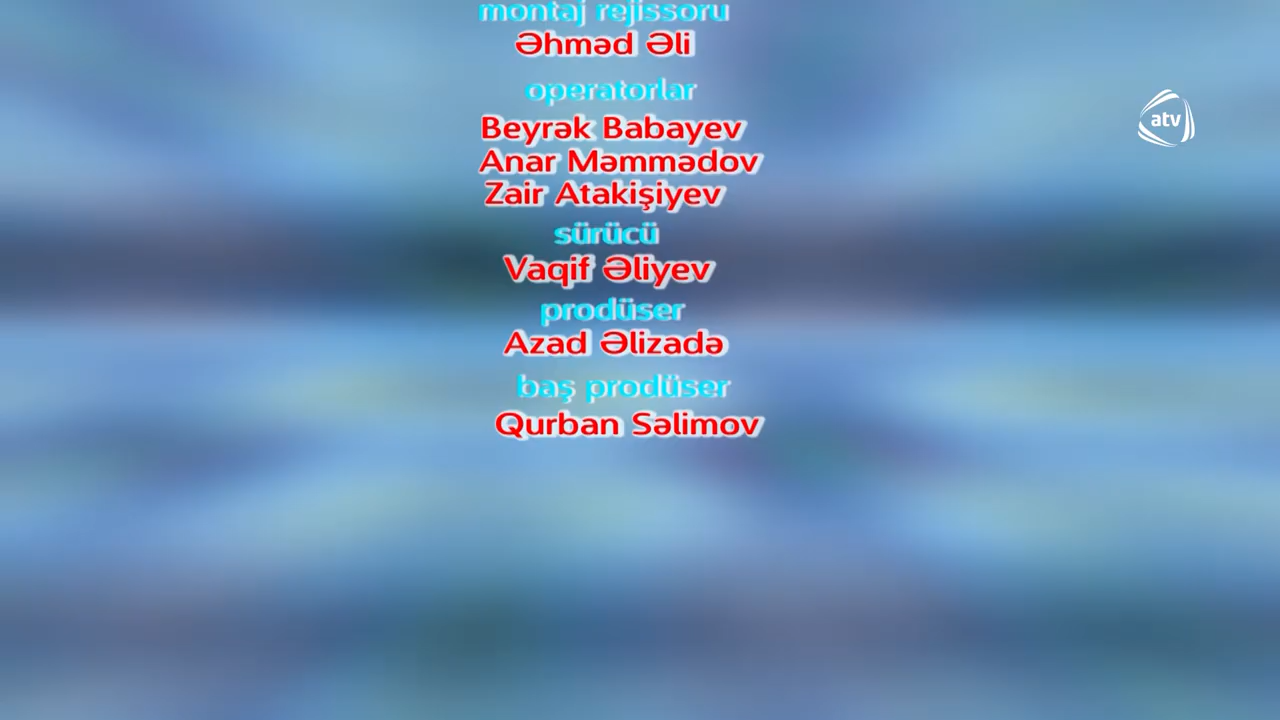 montaj rejissoru
Əhməd Əli
operatorlar
atv
Beyrək Babayev
Anar Məmmədov
Zair Atakişiyev
sürücü
Vaqif Əliyev
prodüser
Azad Əlizadə
baş prodüser
Qurban Səlimov